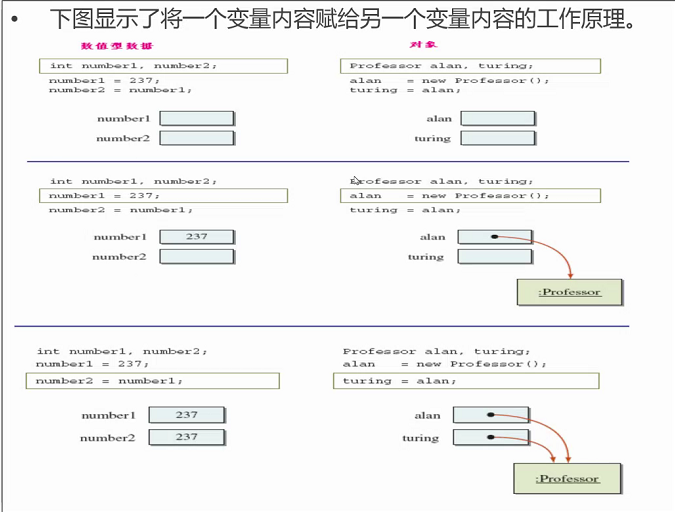 • 下图显示了将一个变量内容赋给另一个变量内容的工作原理。
数值型数据
int number1, number2;
number1 = 237;
number2 = number1;
number1
number2
对象
Professor alan, turing;
alan = new Professor();
turing = alan;
alan
turing
int number1, number2;
number1 = 237;
number2 = number1;
number1 237
number2
Professor alan, turing;
alan = new Professor();
turing = alan;
alan
turing
:Professor
int number1, number2;
number1 = 237;
number2 = number1;
number1 237
number2 237
Professor alan, turing;
alan = new Professor();
turing = alan;
alan
turing
:Professor